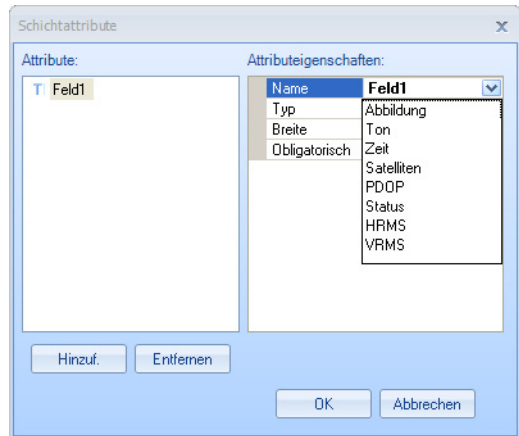 Schichtattribute
Attribute:
Attributeigenschaften:
T Feld1
Name Feld1
Typ
Breite
Obligatorisch
Abbildung
Ton
Zeit
Satelliten
PDOP
Status
HRMS
VRMS
Hinzuf. Entfernen
OK Abbrechen